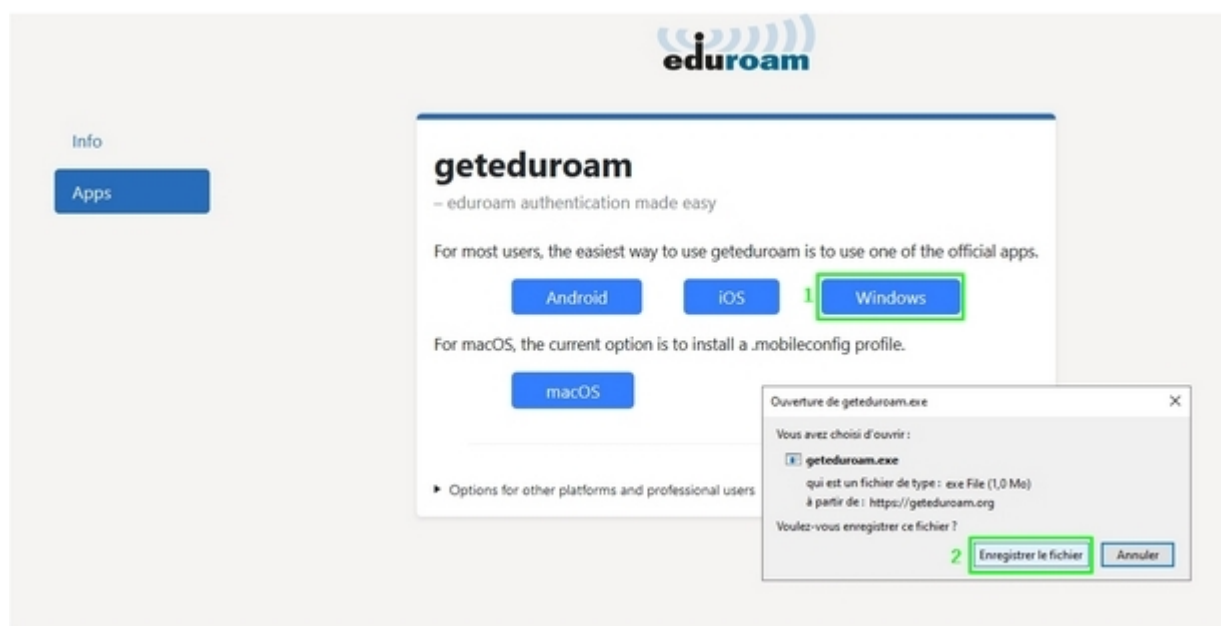 eduroam
Info
Apps
geteduroam
– eduroam authentication made easy
For most users, the easiest way to use geteduroam is to use one of the official apps.
Android
iOS
1
Windows
For macOS, the current option is to install a .mobileconfig profile.
macOS
Options for other platforms and professional users
Ouverture de geteduroam.exe
Vous avez choisi d'ouvrir :
geteduroam.exe
qui est un fichier de type : exe File (1,0 Mo)
à partir de : https://geteduroam.org
Voulez-vous enregistrer ce fichier ?
2
Enregistrer le fichier
Annuler